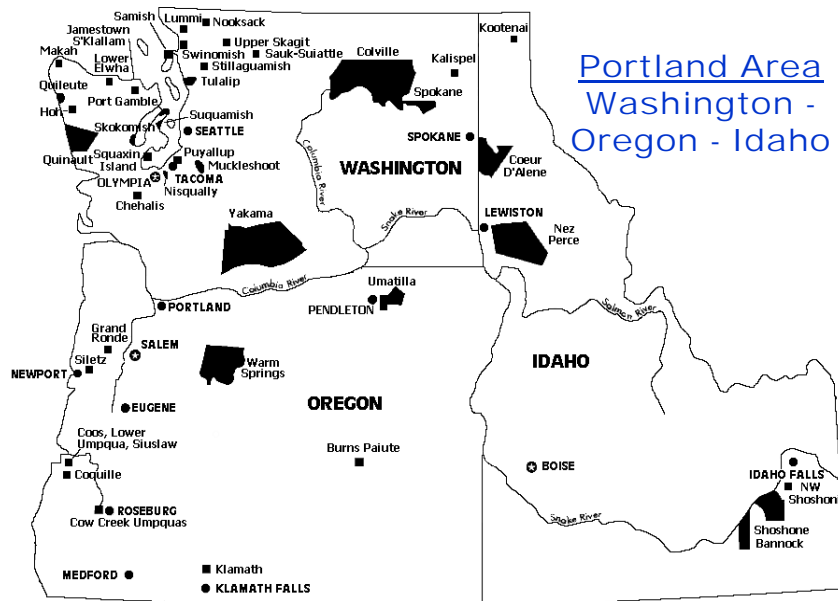 Portland Area
Washington -
Oregon - Idaho
Samish
Lummi
Nooksack
Kootenai
Jamestown
S'Klallam
Upper Skagit
Makah
Lower
Elwha
Swinomish
Sauk-Suiattle
Stillaguamish
Colville
Kalispel
Quileute
Tulalip
Port Gamble
Spokane
Hoh
Suquamish
Skokomish
SEATTLE
SPOKANE
Quinault
Squaxin
Island
Puyallup
Muckleshoot
WASHINGTON
Coeur
D'Alene
OLYMPIA
TACOMA
Nisqually
Chehalis
Columbia River
Yakama
Snake River
LEWISTON
Nez
Perce
Columbia River
Umatilla
PORTLAND
PENDLETON
Salmon River
Grand
Ronde
SALEM
Siletz
NEWPORT
Warm
Springs
IDAHO
OREGON
EUGENE
Coos, Lower
Umpqua, Siuslaw
Burns Paiute
Coquille
BOISE
IDAHO FALLS
NW
Shoshoni
ROSEBURG
Cow Creek Umpquas
Snake River
Shoshone
Bannock
Klamath
MEDFORD
KLAMATH FALLS